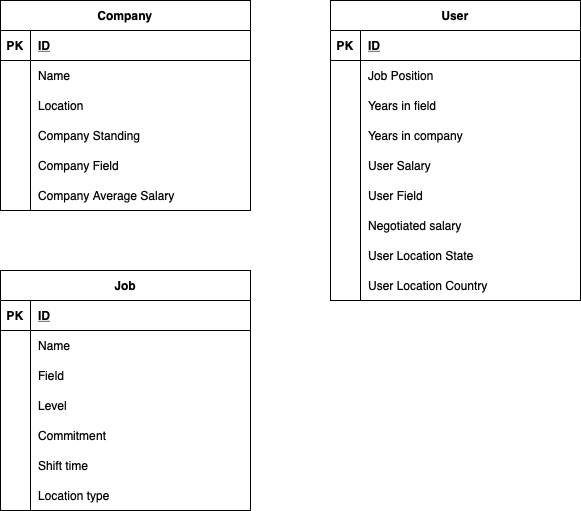 Company
PK ID
Name
Location
Company Standing
Company Field
Company Average Salary
User
PK ID
Job Position
Years in field
Years in company
User Salary
User Field
Negotiated salary
User Location State
User Location Country
Job
PK ID
Name
Field
Level
Commitment
Shift time
Location type